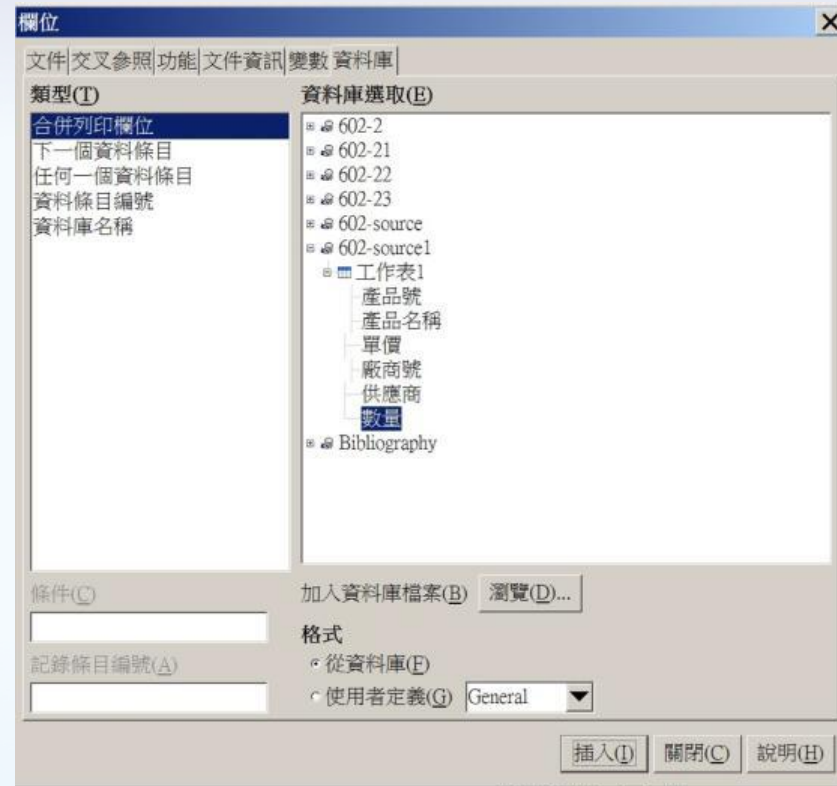 欄位
文件 交叉參照 功能 文件資訊 變數 資料庫
類型(T)
合併列印欄位
下一個資料條目
任何一個資料條目
資料條目編號
資料庫名稱
資料庫選取(E)
602-2
602-21
602-22
602-23
602-source
602-source1
工作表1
產品號
產品名稱
單價
廠商號
供應商
數量
Bibliography
條件(C)
記錄條目編號(A)
加入資料庫檔案(B) 瀏覽(D)...
格式
從資料庫(F)
使用者定義(G) General
插入(I) 關閉(C) 說明(H)